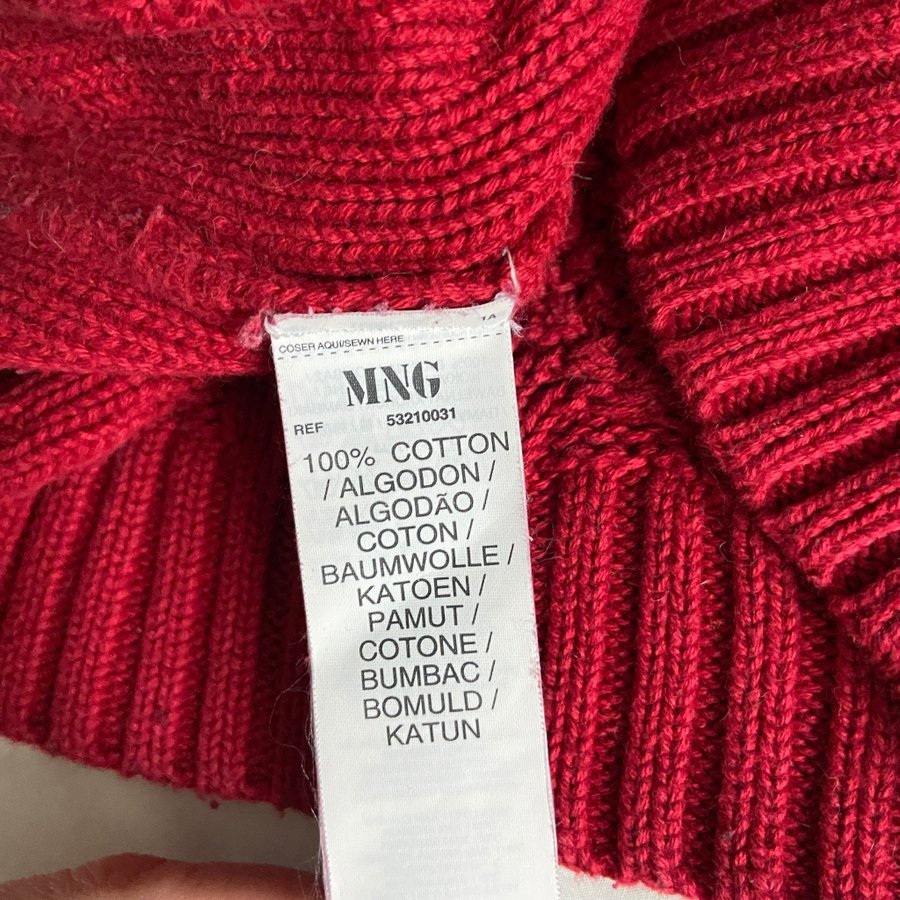 COSER AQUI/SEWN HERE
MNG
REF 53210031
100% COTTON
/ ALGODON /
ALGODÃO /
COTON /
BAUMWOLLE /
KATOEN /
PAMUT /
COTONE /
BUMBAC /
BOMULD /
KATUN